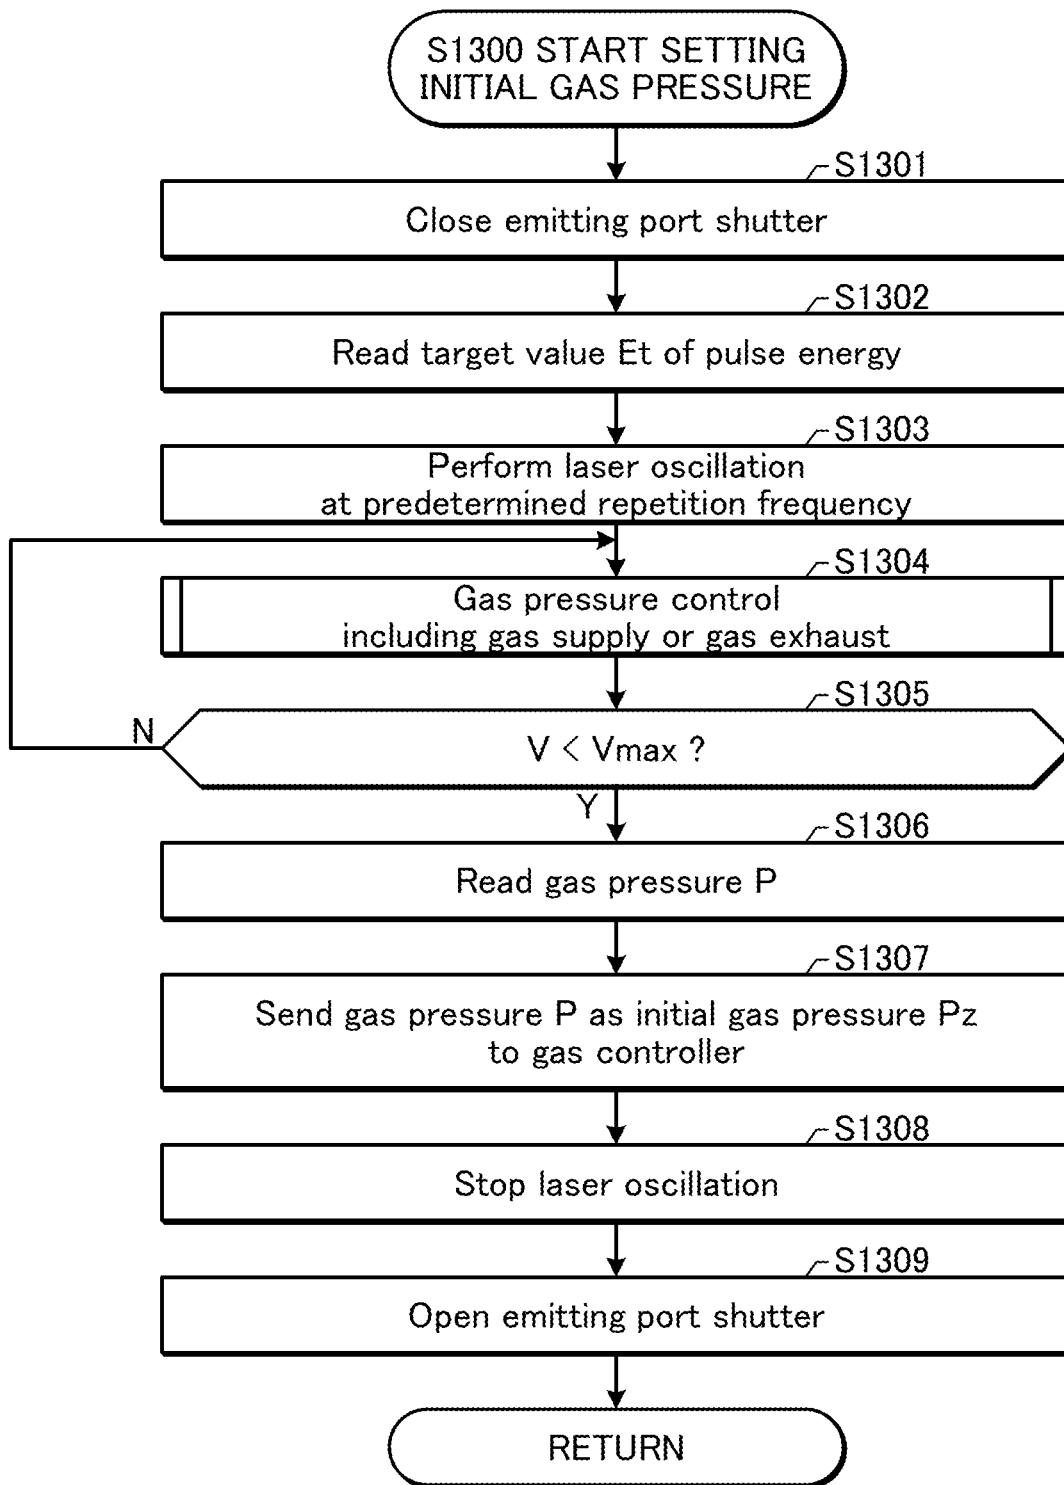 S1300 START SETTING
INITIAL GAS PRESSURE
S1301
Close emitting port shutter
S1302
Read target value Et of pulse energy
S1303
Perform laser oscillation
at predetermined repetition frequency
S1304
Gas pressure control
including gas supply or gas exhaust
S1305
N
V < Vmax ?
Y
S1306
Read gas pressure P
S1307
Send gas pressure P as initial gas pressure Pz
to gas controller
S1308
Stop laser oscillation
S1309
Open emitting port shutter
RETURN